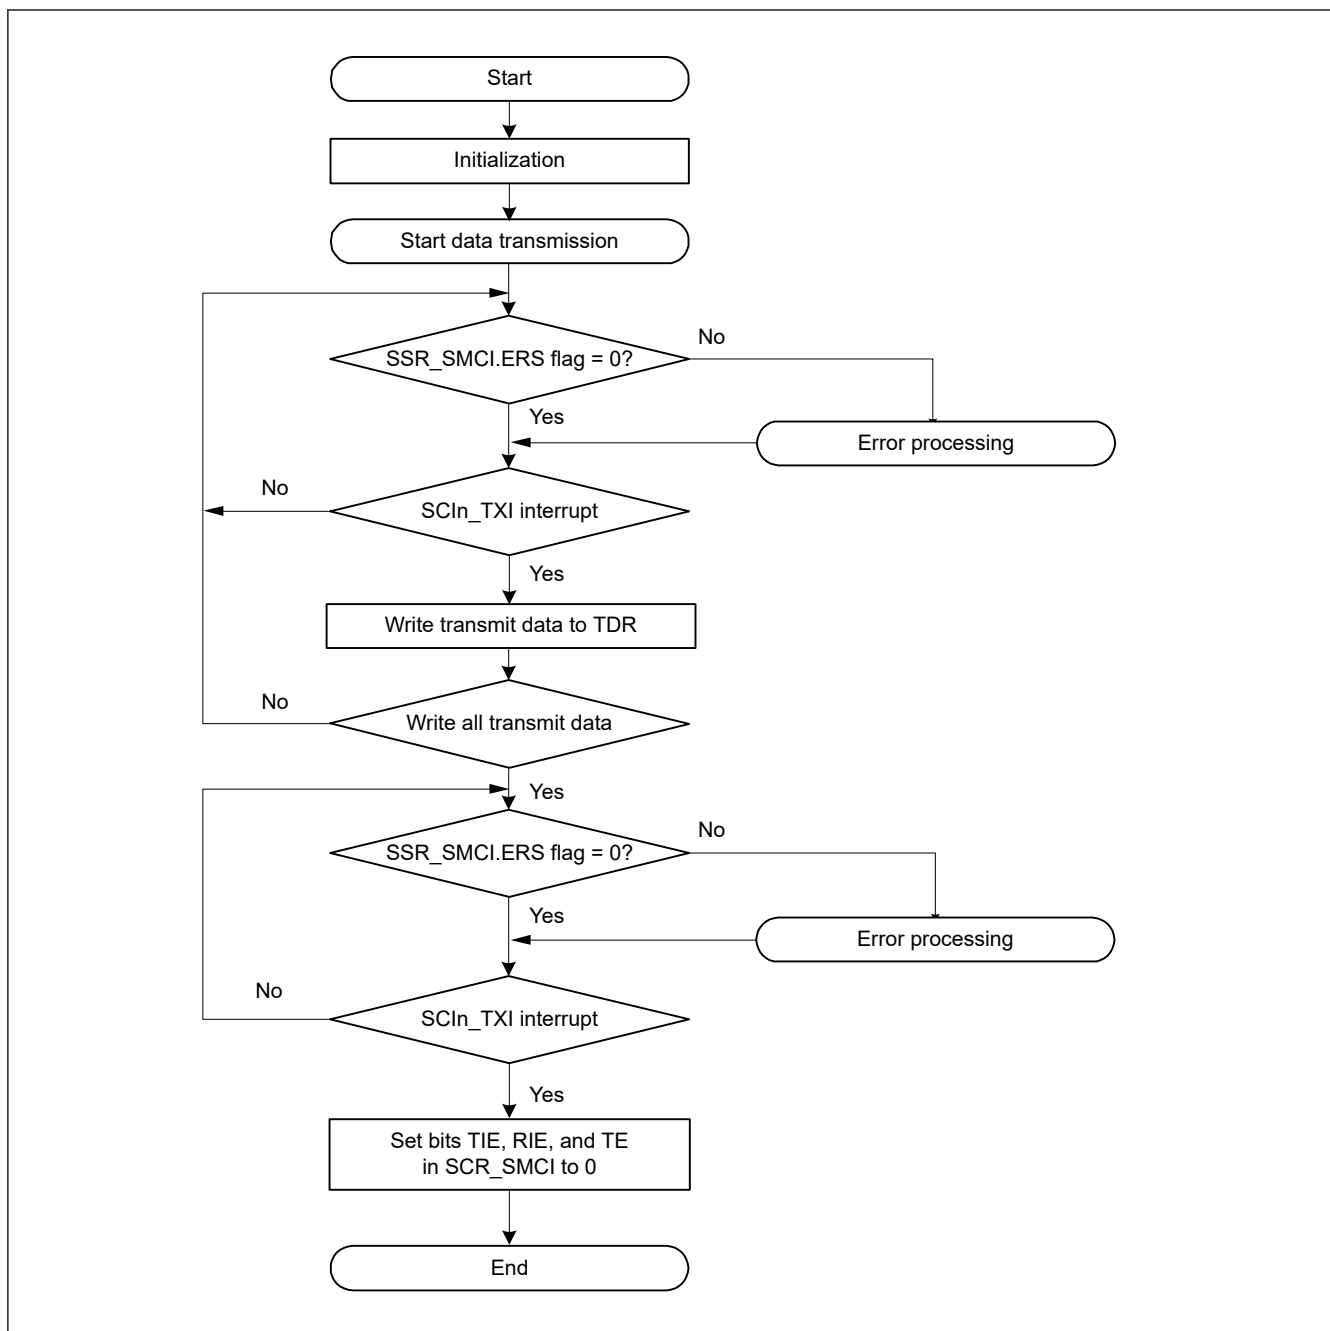 Start
Initialization
Start data transmission
No
SSR_SMCI.ERS flag = 0?
Yes
Error processing
No
SCIn_TXI interrupt
Yes
Write transmit data to TDR
No
Write all transmit data
Yes
No
SSR_SMCI.ERS flag = 0?
Yes
Error processing
No
SCIn_TXI interrupt
Yes
Set bits TIE, RIE, and TE
in SCR_SMCI to 0
End